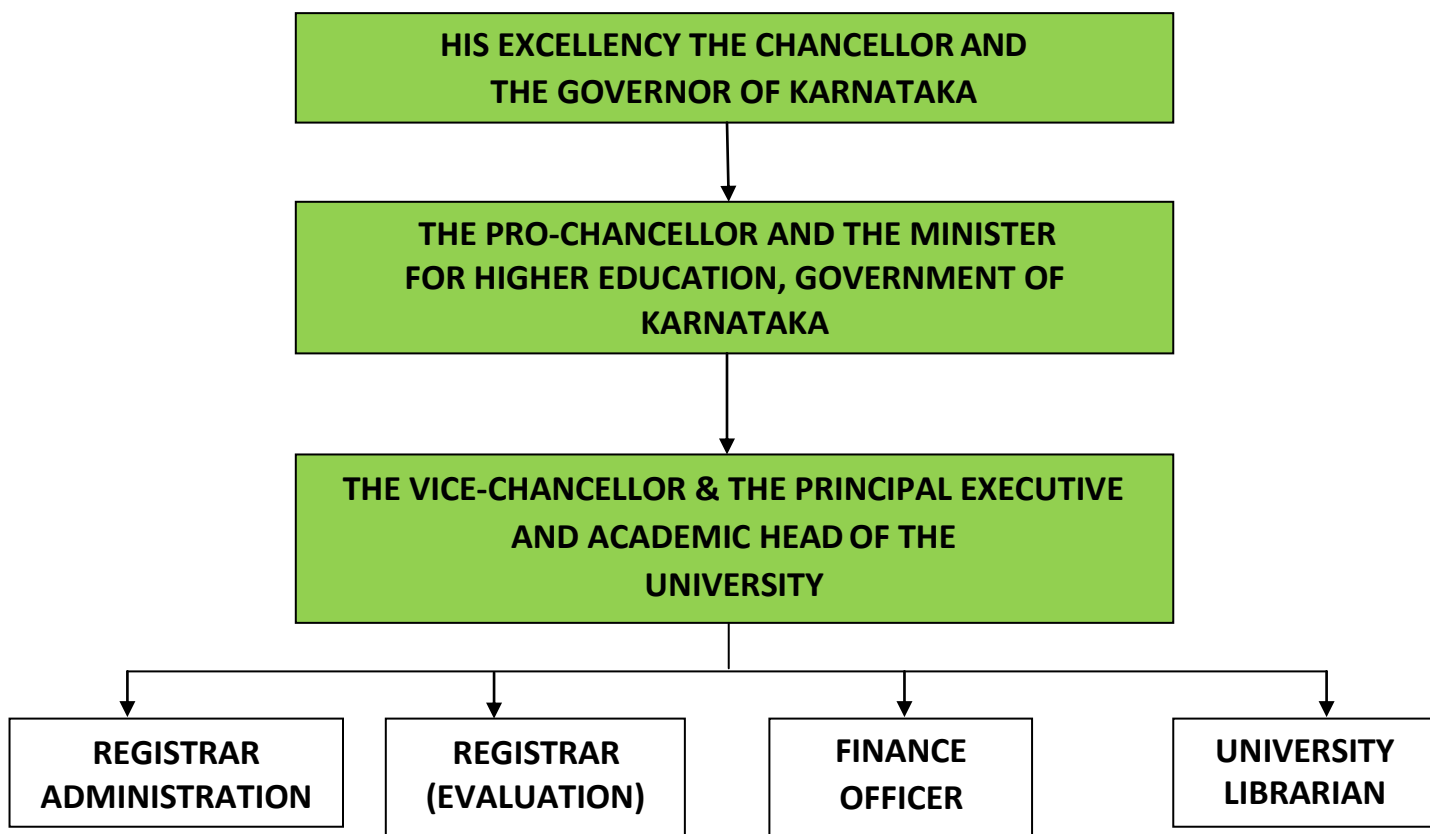 HIS EXCELLENCY THE CHANCELLOR AND
THE GOVERNOR OF KARNATAKA
THE PRO-CHANCELLOR AND THE MINISTER
FOR HIGHER EDUCATION, GOVERNMENT OF
KARNATAKA
THE VICE-CHANCELLOR & THE PRINCIPAL EXECUTIVE
AND ACADEMIC HEAD OF THE
UNIVERSITY
REGISTRAR
ADMINISTRATION
REGISTRAR
(EVALUATION)
FINANCE
OFFICER
UNIVERSITY
LIBRARIAN